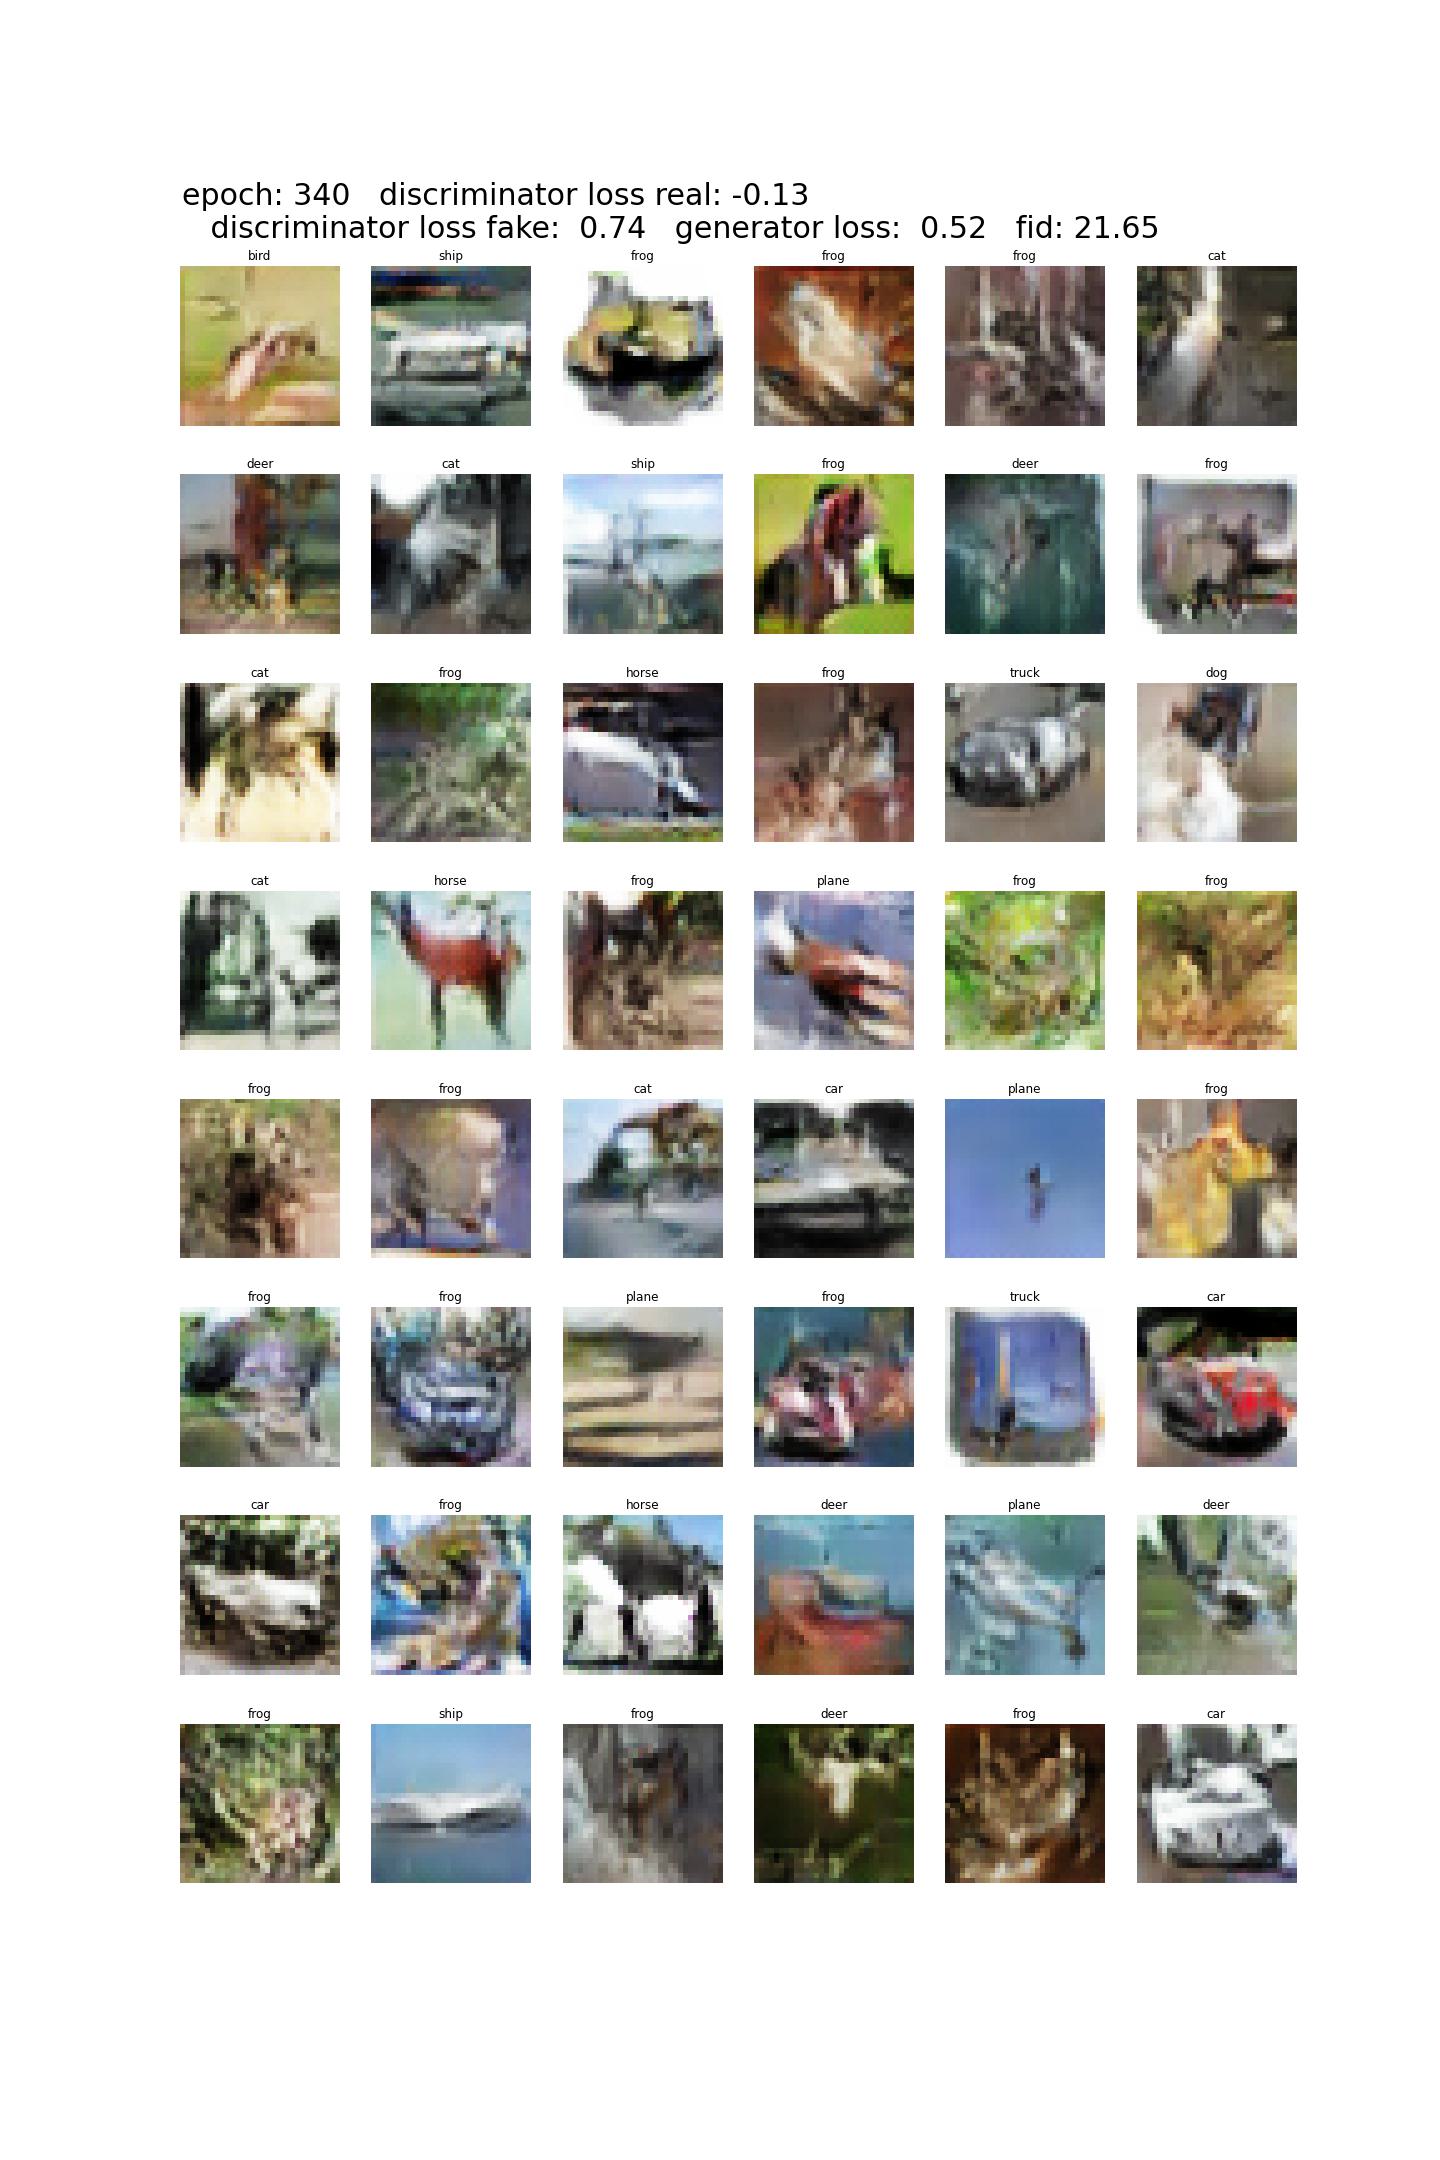 epoch: 340   discriminator loss real: -0.13
discriminator loss fake:  0.74   generator loss:  0.52   fid: 21.65
bird ship frog frog frog cat
deer cat ship frog deer frog
cat frog horse frog truck dog
cat horse frog plane frog frog
frog frog cat car plane frog
frog frog plane frog truck car
car frog horse deer plane deer
frog ship frog deer frog car